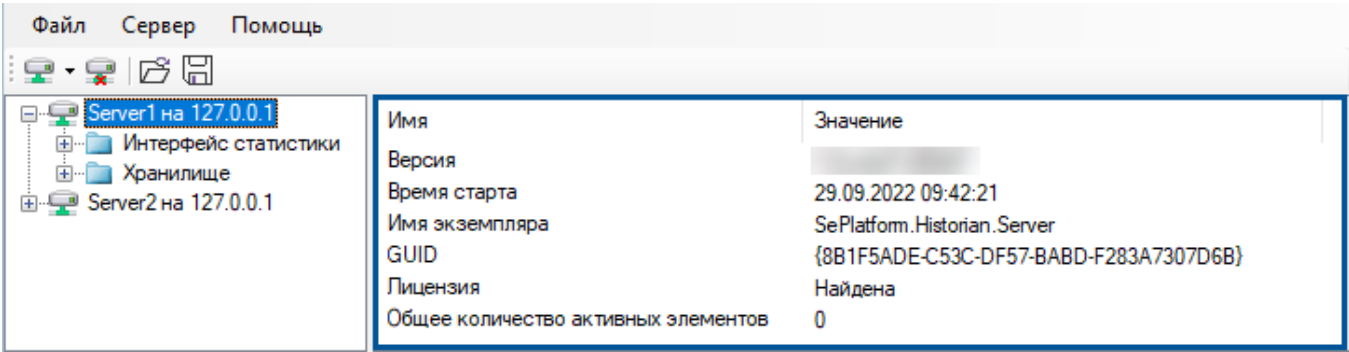 Файл Сервер Помощь
Server1 на 127.0.0.1
Интерфейс статистики
Хранилище
Server2 на 127.0.0.1
Имя Значение
Версия
Время старта 29.09.2022 09:42:21
Имя экземпляра SePlatform.Historian.Server
GUID {8B1F5ADE-C53C-DF57-BABD-F283A7307D6B}
Лицензия Найдена
Общее количество активных элементов 0